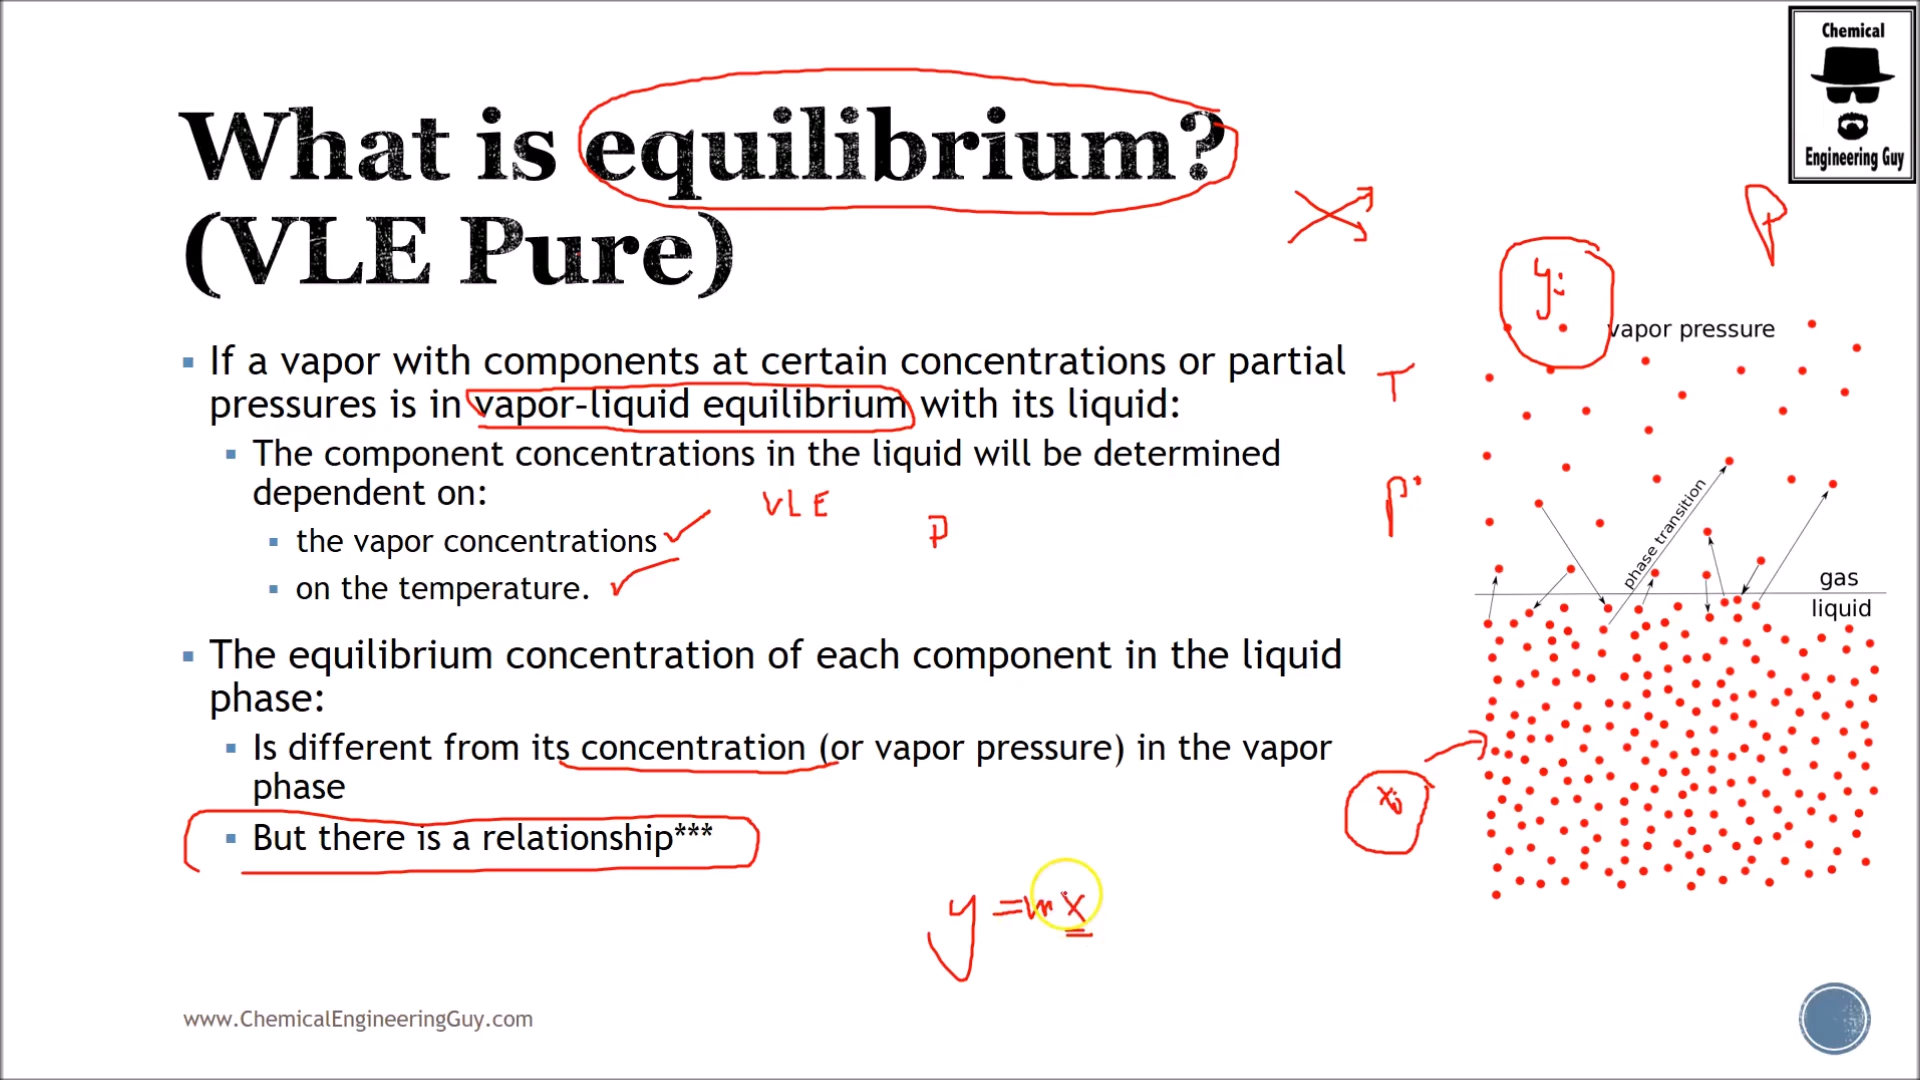 Chemical
Engineering Guy
What is equilibrium?
(VLE Pure)
P
yi
vapor pressure
If a vapor with components at certain concentrations or partial
pressures is in vapor-liquid equilibrium with its liquid:
T
The component concentrations in the liquid will be determined
dependent on:
VLE
P
P°
the vapor concentrations
on the temperature.
phase transition
gas
liquid
The equilibrium concentration of each component in the liquid
phase:
Is different from its concentration (or vapor pressure) in the vapor
phase
xi
But there is a relationship***
y = mx
www.ChemicalEngineeringGuy.com